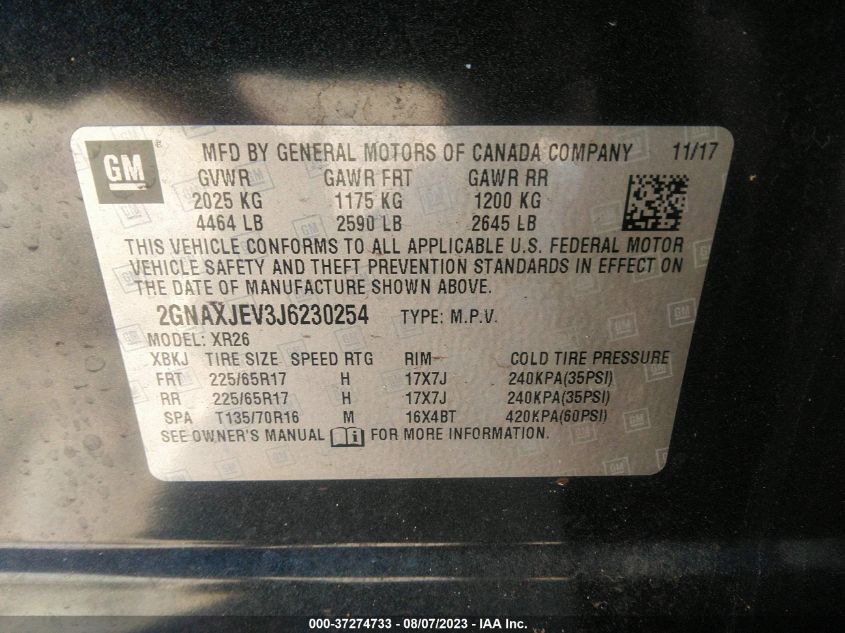 GM ® MFD BY GENERAL MOTORS OF CANADA COMPANY 11/17
GVWR GAWR FRT GAWR RR
2025 KG 1175 KG 1200 KG
4464 LB 2590 LB 2645 LB
THIS VEHICLE CONFORMS TO ALL APPLICABLE U.S. FEDERAL MOTOR
VEHICLE SAFETY AND THEFT PREVENTION STANDARDS IN EFFECT ON
THE DATE OF MANUFACTURE SHOWN ABOVE.
2GNAXJEV3J6230254 TYPE: M.P.V.
MODEL: XR26
XBKJ TIRE SIZE SPEED RTG RIM COLD TIRE PRESSURE
FRT 225/65R17 H 17X7J 240KPA(35PSI)
RR 225/65R17 H 17X7J 240KPA(35PSI)
SPA T135/70R16 M 16X4BT 420KPA(60PSI)
SEE OWNER'S MANUAL i FOR MORE INFORMATION.
000-37274733 - 08/07/2023 - IAA Inc.